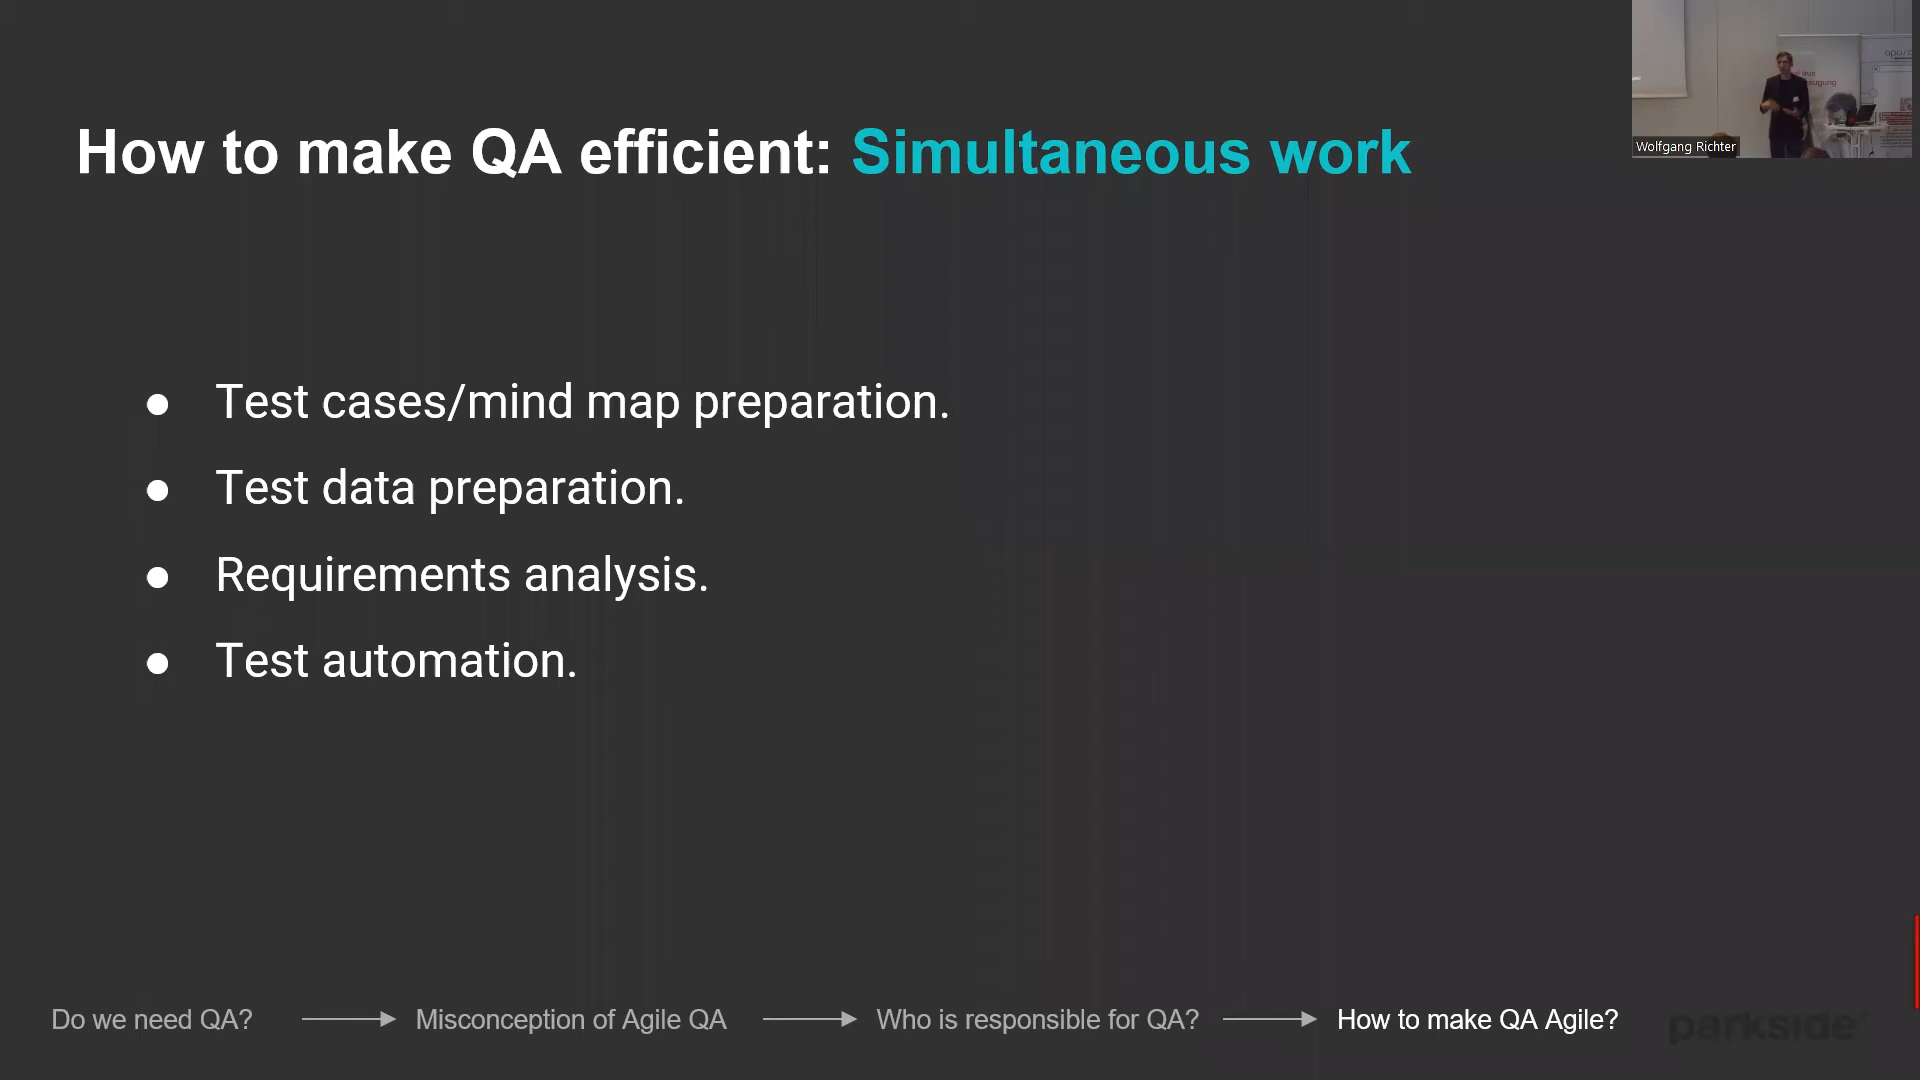 How to make QA efficient: Simultaneous work
Wolfgang Richter
● Test cases/mind map preparation.
● Test data preparation.
● Requirements analysis.
● Test automation.
Do we need QA? → Misconception of Agile QA → Who is responsible for QA? → How to make QA Agile?
parkside